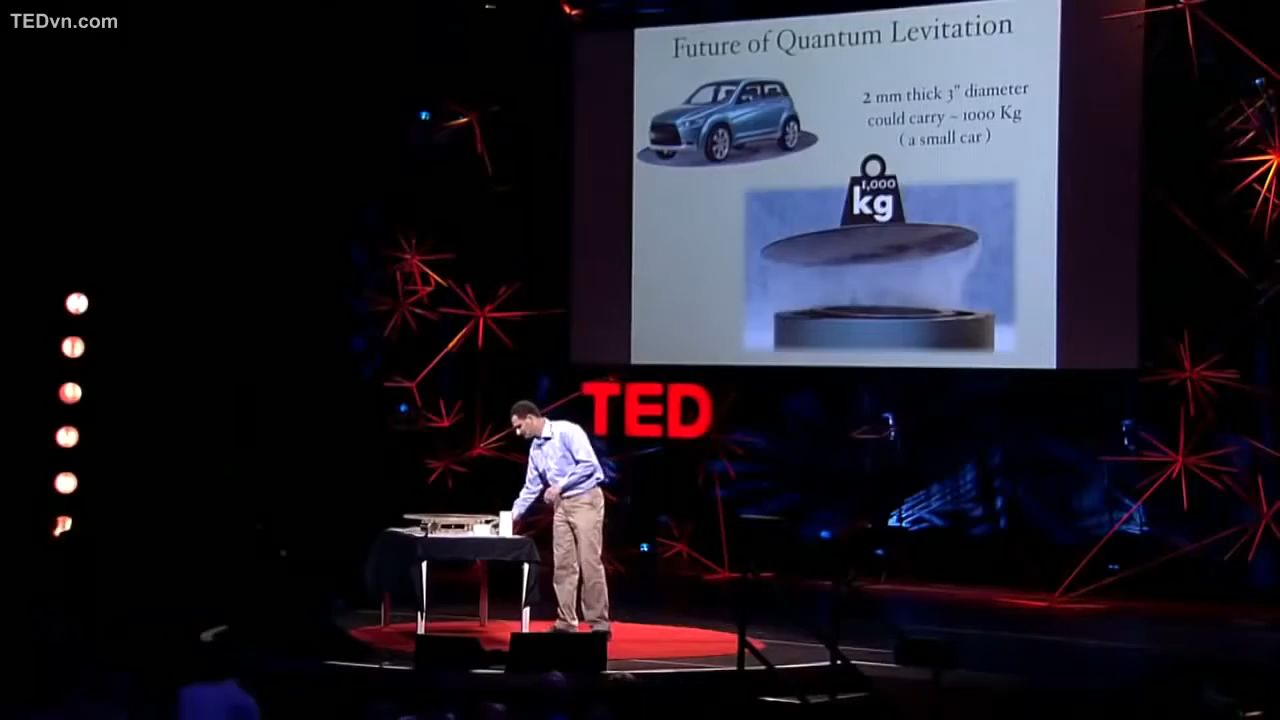 TEDvn.com
Future of Quantum Levitation
2 mm thick 3" diameter
could carry ~ 1000 Kg
( a small car )
1,000
kg
TED